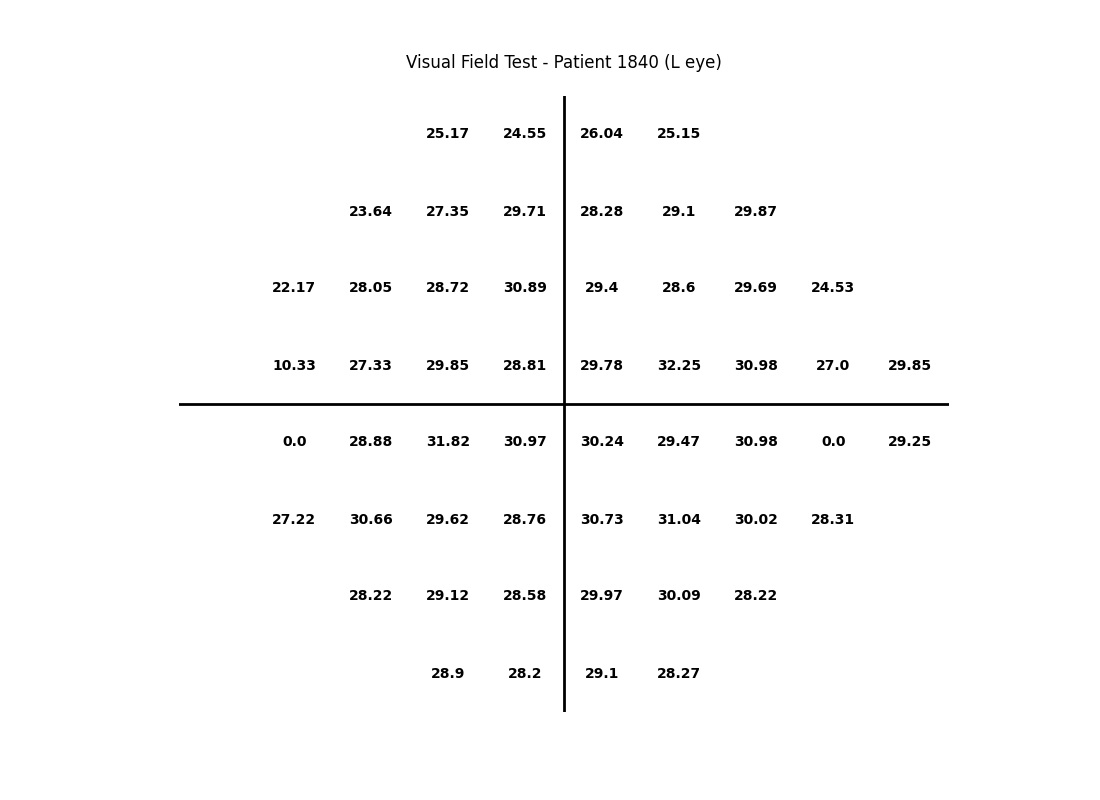 Visual Field Test - Patient 1840 (L eye)
25.17 24.55 26.04 25.15
23.64 27.35 29.71 28.28 29.1 29.87
22.17 28.05 28.72 30.89 29.4 28.6 29.69 24.53
10.33 27.33 29.85 28.81 29.78 32.25 30.98 27.0 29.85
0.0 28.88 31.82 30.97 30.24 29.47 30.98 0.0 29.25
27.22 30.66 29.62 28.76 30.73 31.04 30.02 28.31
28.22 29.12 28.58 29.97 30.09 28.22
28.9 28.2 29.1 28.27